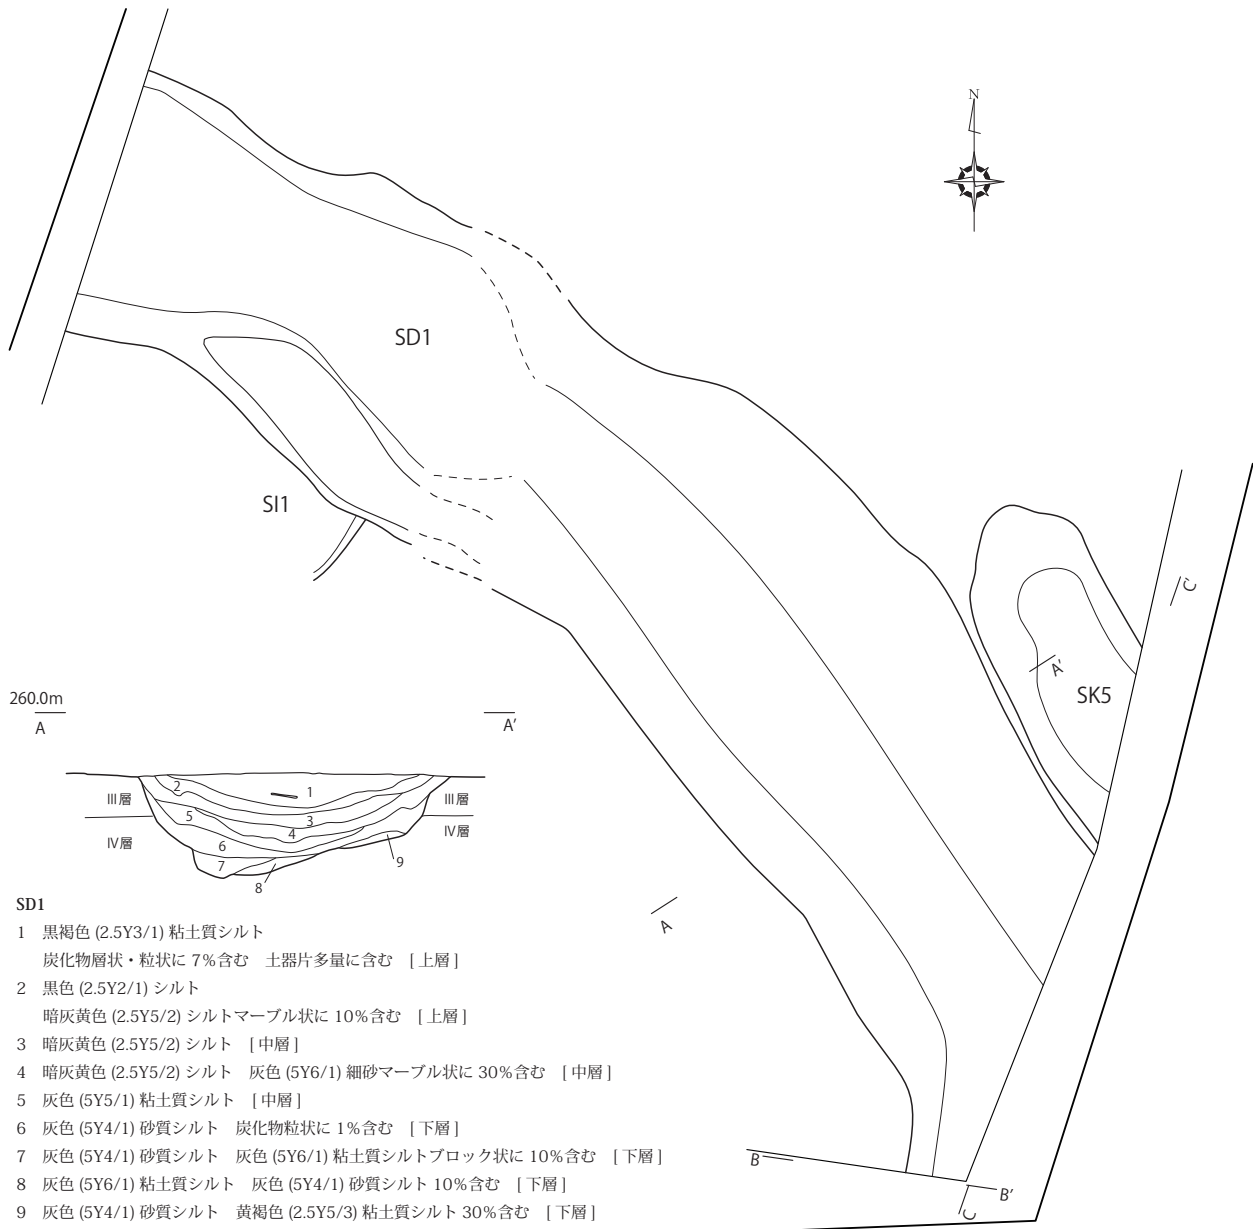 N
SD1
SI1
C'
A'
SK5
260.0m
A
A'
1
2
III層
III層
3
5
4
IV層
IV層
6
7
9
8
A
SD1
1 黒褐色 (2.5Y3/1) 粘土質シルト
炭化物層状・粒状に 7%含む 土器片多量に含む [ 上層 ]
2 黒色 (2.5Y2/1) シルト
暗灰黄色 (2.5Y5/2) シルトマーブル状に 10%含む [ 上層 ]
3 暗灰黄色 (2.5Y5/2) シルト [ 中層 ]
4 暗灰黄色 (2.5Y5/2) シルト 灰色 (5Y6/1) 細砂マーブル状に 30%含む [ 中層 ]
5 灰色 (5Y5/1) 粘土質シルト [ 中層 ]
6 灰色 (5Y4/1) 砂質シルト 炭化物粒状に 1%含む [ 下層 ]
7 灰色 (5Y4/1) 砂質シルト 灰色 (5Y6/1) 粘土質シルトブロック状に 10%含む [ 下層 ]
8 灰色 (5Y6/1) 粘土質シルト 灰色 (5Y4/1) 砂質シルト 10%含む [ 下層 ]
9 灰色 (5Y4/1) 砂質シルト 黄褐色 (2.5Y5/3) 粘土質シルト 30%含む [ 下層 ]
B
B'
C